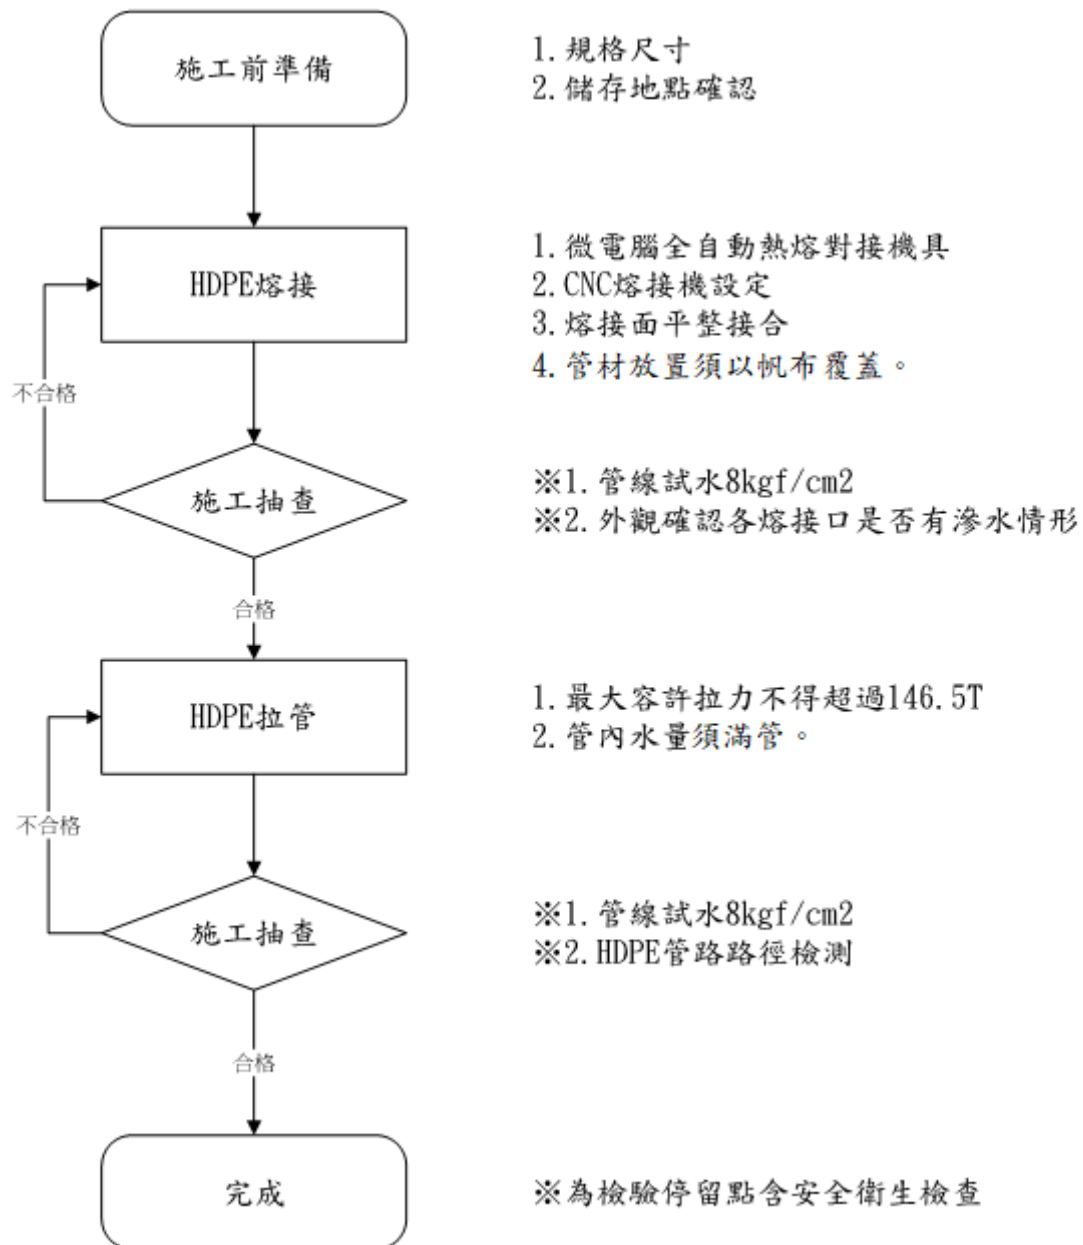 施工前準備
1.規格尺寸
2.儲存地點確認
HDPE熔接
1.微電腦全自動熱熔對接機具
2.CNC熔接機設定
3.熔接面平整接合
4.管材放置須以帆布覆蓋。
不合格
施工抽查
※1.管線試水8kgf/cm2
※2.外觀確認各熔接口是否有滲水情形
合格
HDPE拉管
1.最大容許拉力不得超過146.5T
2.管內水量須滿管。
不合格
施工抽查
※1.管線試水8kgf/cm2
※2.HDPE管路路徑檢測
合格
完成
※為檢驗停留點含安全衛生檢查